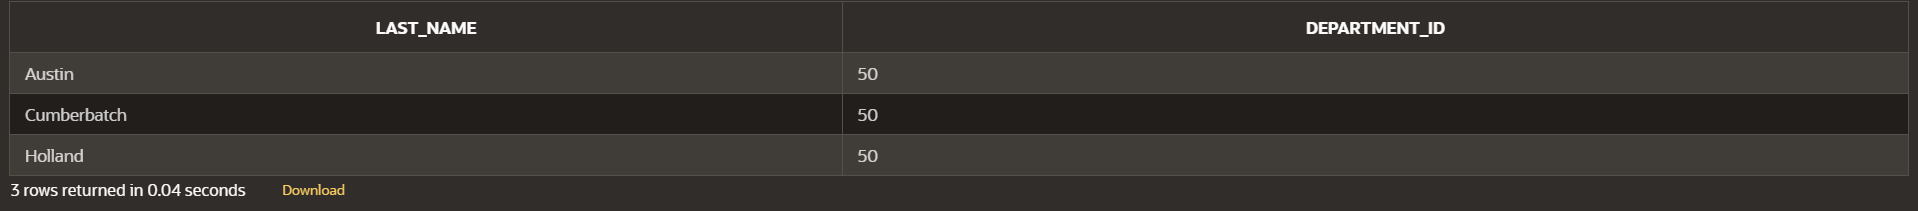 LAST_NAME DEPARTMENT_ID
Austin 50
Cumberbatch 50
Holland 50
3 rows returned in 0.04 seconds Download